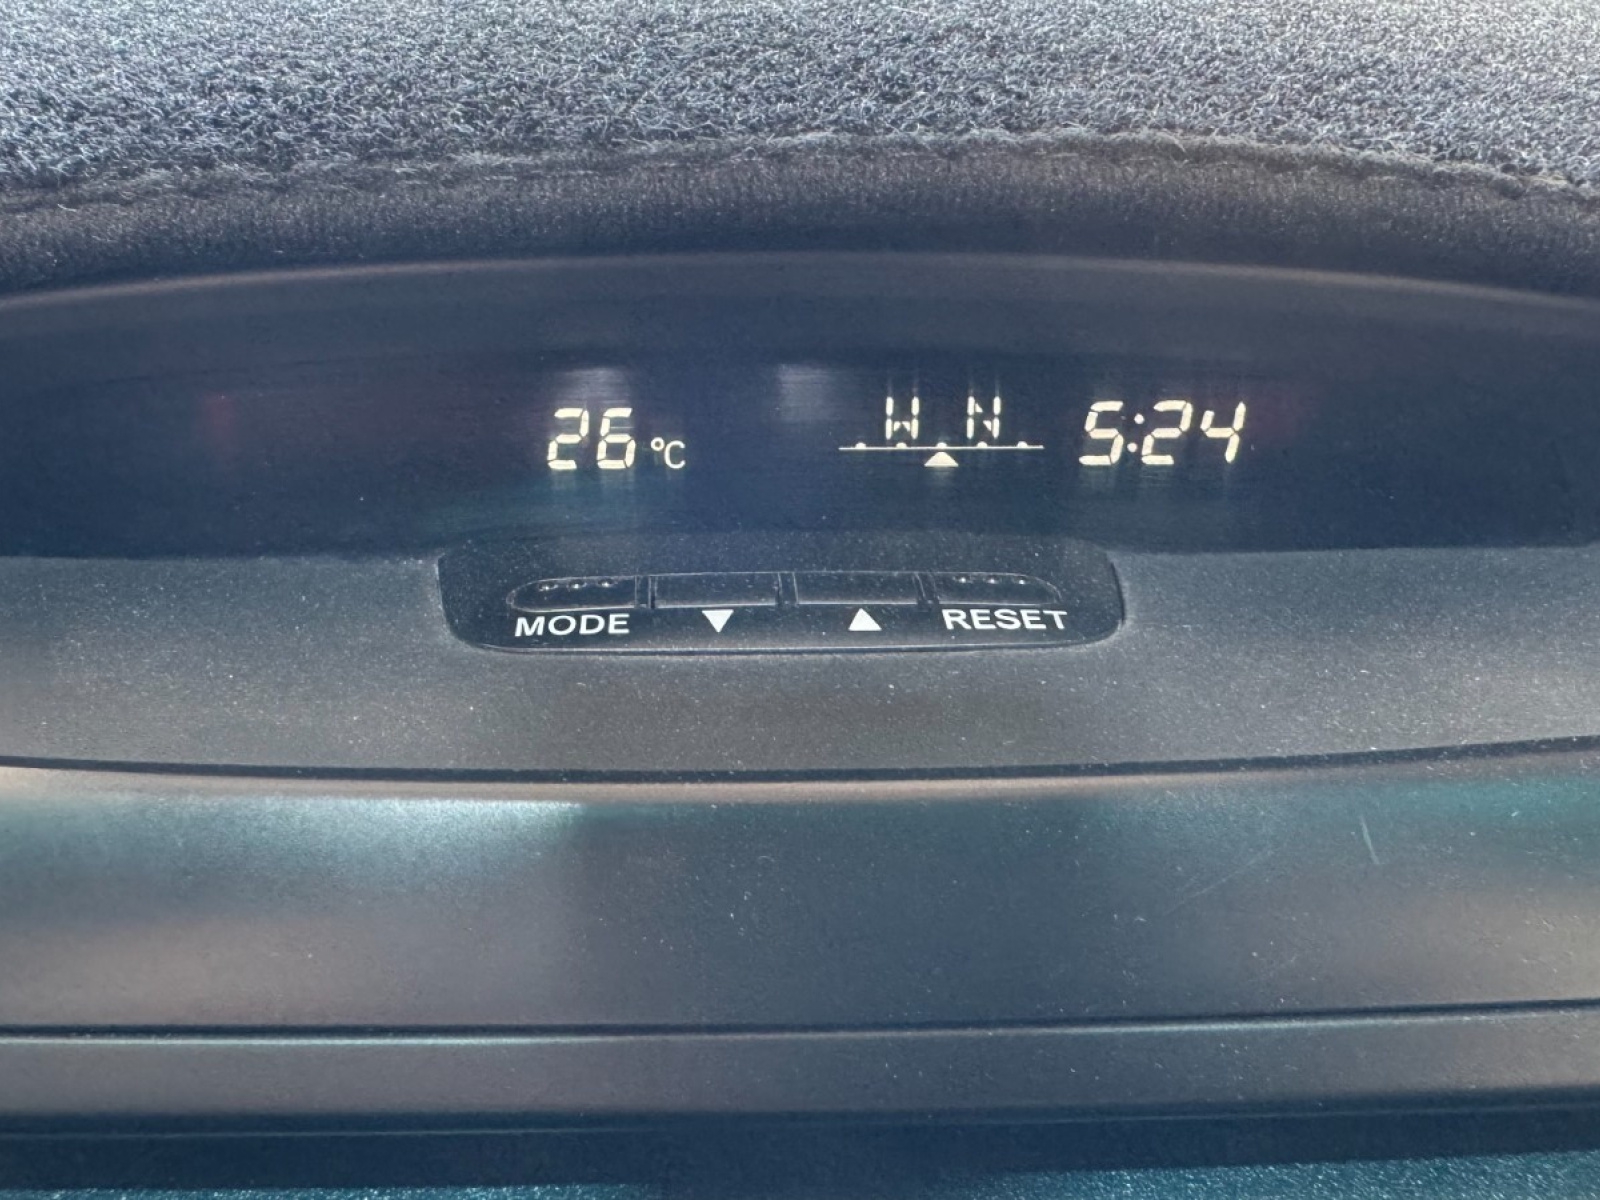 26 °C W N 5:24
MODE ▼ ▲ RESET